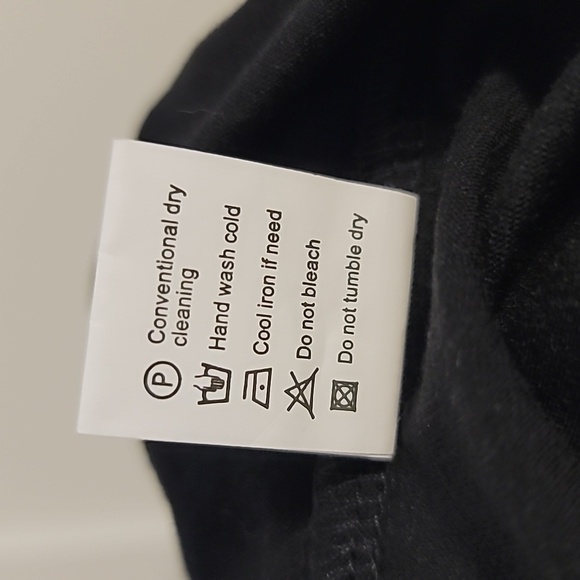 Ⓟ Conventional dry
cleaning
Hand wash cold
Cool iron if need
Do not bleach
Do not tumble dry